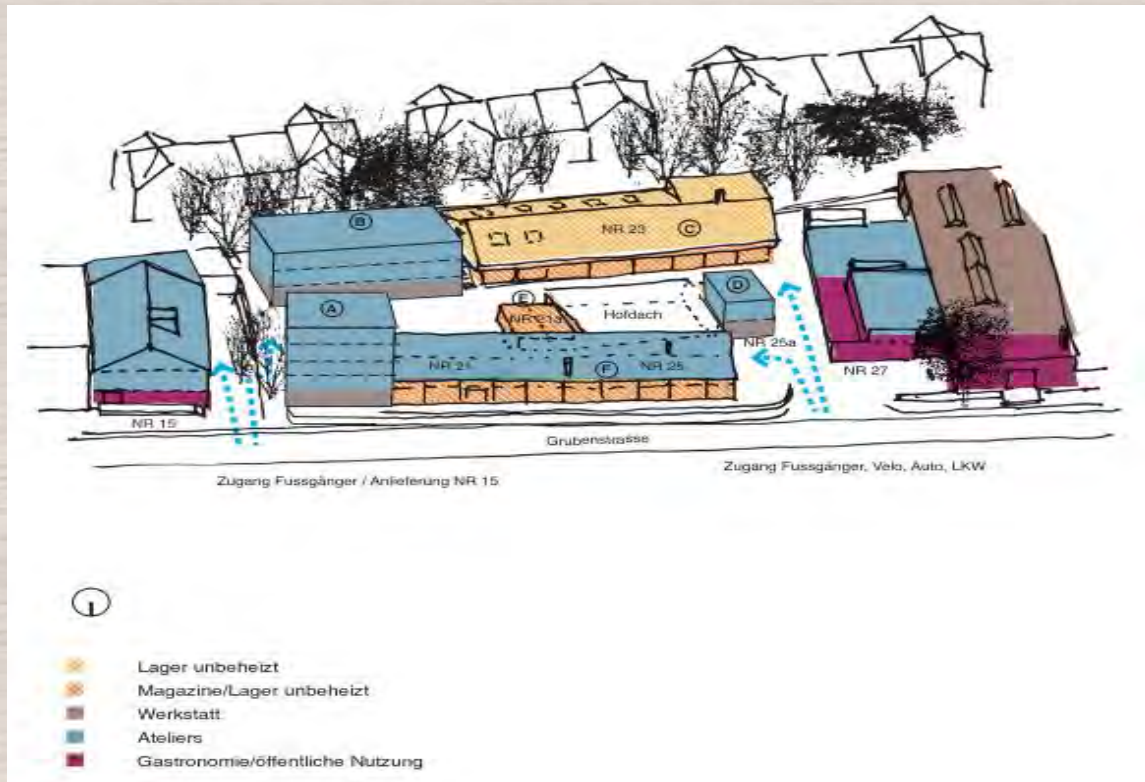 B
NR 23 C
A
E
D
NR 213
Hofdach
NR 25a
NR 21 F NR 25
NR 27
NR 15
Grubenstrasse
Zugang Fussgänger / Anlieferung NR 15
Zugang Fussgänger, Velo, Auto, LKW
Lager unbeheizt
Magazine/Lager unbeheizt
Werkstatt
Ateliers
Gastronomie/öffentliche Nutzung